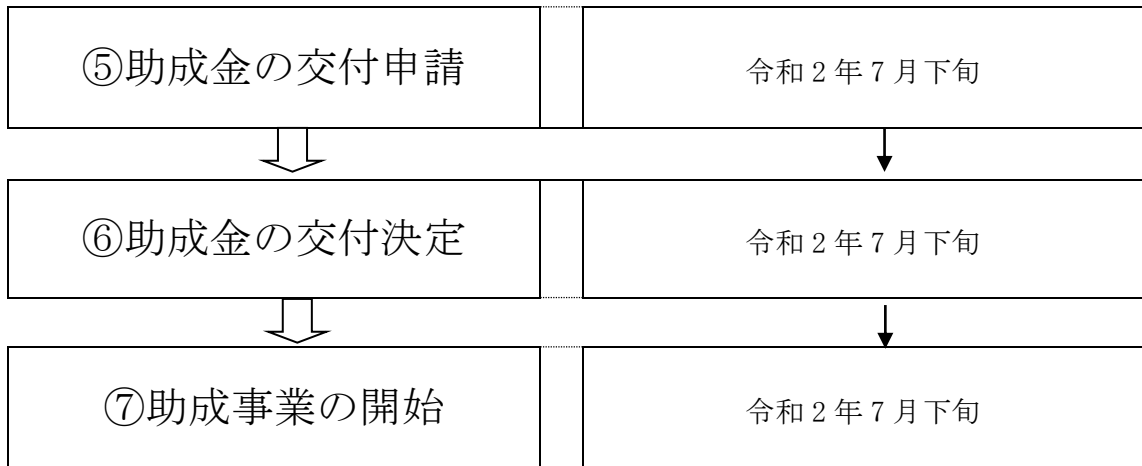 ⑤助成金の交付申請
令和２年７月下旬
⑥助成金の交付決定
令和２年７月下旬
⑦助成事業の開始
令和２年７月下旬